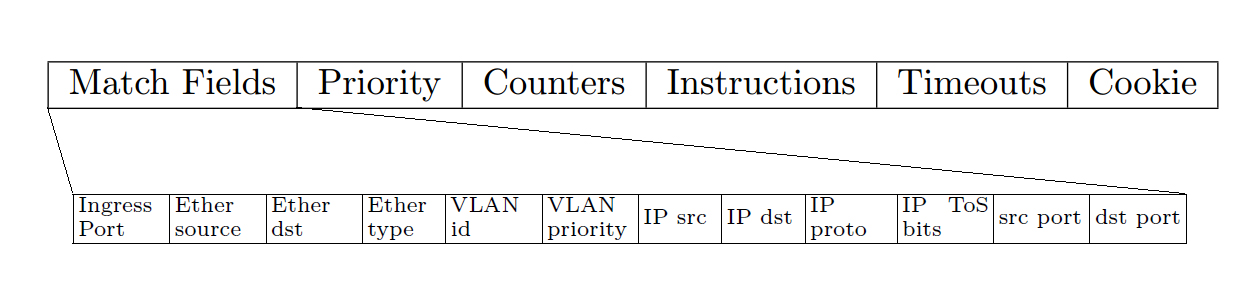 Match Fields Priority Counters Instructions Timeouts Cookie
Ingress Port Ether source Ether dst Ether type VLAN id VLAN priority IP src IP dst IP proto IP ToS bits src port dst port